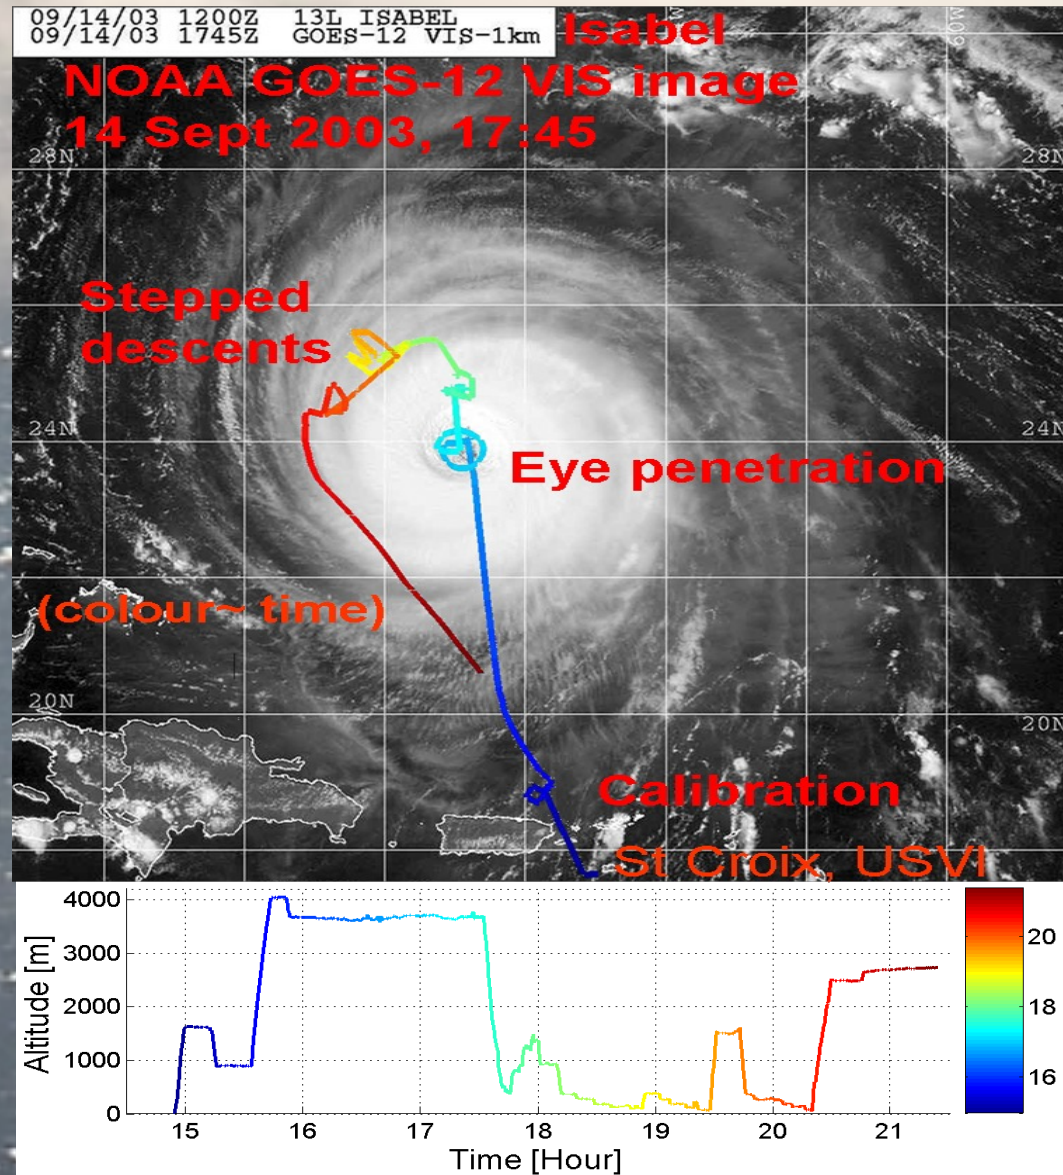 09/14/03 1200Z 13L ISABEL
09/14/03 1745Z GOES-12 VIS-1km
Isabel
NOAA GOES-12 VIS image
14 Sept 2003, 17:45
60W
28N
28N
Stepped
descents
24N
24N
Eye penetration
(colour~ time)
20N
20N
Calibration
St Croix, USVI
Altitude [m]
4000
3000
2000
1000
0
15 16 17 18 19 20 21
Time [Hour]
20
18
16